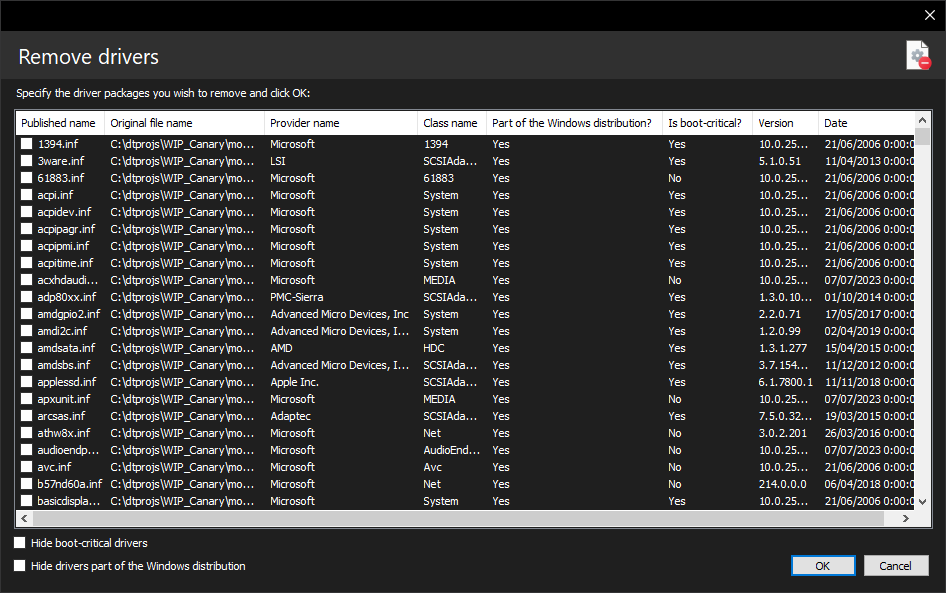 Remove drivers
Specify the driver packages you wish to remove and click OK:
Published name Original file name Provider name Class name Part of the Windows distribution? Is boot-critical? Version Date
1394.inf C:\dtprojs\WIP_Canary\mo... Microsoft 1394 Yes Yes 10.0.25... 21/06/2006 0:00:0
3ware.inf C:\dtprojs\WIP_Canary\mo... LSI SCSIAda... Yes Yes 5.1.0.51 11/04/2013 0:00:0
61883.inf C:\dtprojs\WIP_Canary\mo... Microsoft 61883 Yes No 10.0.25... 21/06/2006 0:00:0
acpi.inf C:\dtprojs\WIP_Canary\mo... Microsoft System Yes Yes 10.0.25... 21/06/2006 0:00:0
acpidev.inf C:\dtprojs\WIP_Canary\mo... Microsoft System Yes Yes 10.0.25... 21/06/2006 0:00:0
acpipagr.inf C:\dtprojs\WIP_Canary\mo... Microsoft System Yes Yes 10.0.25... 21/06/2006 0:00:0
acpipmi.inf C:\dtprojs\WIP_Canary\mo... Microsoft System Yes Yes 10.0.25... 21/06/2006 0:00:0
acpitime.inf C:\dtprojs\WIP_Canary\mo... Microsoft System Yes Yes 10.0.25... 21/06/2006 0:00:0
acxhdaudi... C:\dtprojs\WIP_Canary\mo... Microsoft MEDIA Yes No 10.0.25... 07/07/2023 0:00:0
adp80xx.inf C:\dtprojs\WIP_Canary\mo... PMC-Sierra SCSIAda... Yes Yes 1.3.0.10... 01/10/2014 0:00:0
amdgpio2.inf C:\dtprojs\WIP_Canary\mo... Advanced Micro Devices, Inc System Yes Yes 2.2.0.71 17/05/2017 0:00:0
amdi2c.inf C:\dtprojs\WIP_Canary\mo... Advanced Micro Devices, I... System Yes Yes 1.2.0.99 02/04/2019 0:00:0
amdsata.inf C:\dtprojs\WIP_Canary\mo... AMD HDC Yes Yes 1.3.1.277 15/04/2015 0:00:0
amdsbs.inf C:\dtprojs\WIP_Canary\mo... Advanced Micro Devices, I... SCSIAda... Yes Yes 3.7.154... 11/12/2012 0:00:0
applessd.inf C:\dtprojs\WIP_Canary\mo... Apple Inc. SCSIAda... Yes Yes 6.1.7800.1 11/11/2018 0:00:0
apxunit.inf C:\dtprojs\WIP_Canary\mo... Microsoft MEDIA Yes No 10.0.25... 07/07/2023 0:00:0
arcsas.inf C:\dtprojs\WIP_Canary\mo... Adaptec SCSIAda... Yes Yes 7.5.0.32... 19/03/2015 0:00:0
athw8x.inf C:\dtprojs\WIP_Canary\mo... Microsoft Net Yes No 3.0.2.201 26/03/2016 0:00:0
audioendp... C:\dtprojs\WIP_Canary\mo... Microsoft AudioEnd... Yes No 10.0.25... 07/07/2023 0:00:0
avc.inf C:\dtprojs\WIP_Canary\mo... Microsoft Avc Yes No 10.0.25... 21/06/2006 0:00:0
b57nd60a.inf C:\dtprojs\WIP_Canary\mo... Microsoft Net Yes No 214.0.0.0 06/04/2018 0:00:0
basicdispla... C:\dtprojs\WIP_Canary\mo... Microsoft System Yes Yes 10.0.25... 21/06/2006 0:00:0
Hide boot-critical drivers
Hide drivers part of the Windows distribution
OK Cancel